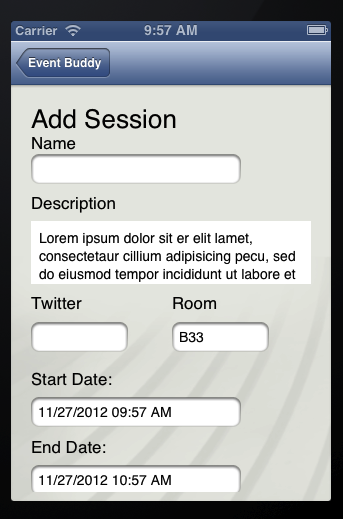 Carrier 9:57 AM
Event Buddy
Add Session
Name
Description
Lorem ipsum dolor sit er elit lamet,
consectetaur cillium adipisicing pecu, sed
do eiusmod tempor incididunt ut labore et
Twitter Room
B33
Start Date:
11/27/2012 09:57 AM
End Date:
11/27/2012 10:57 AM